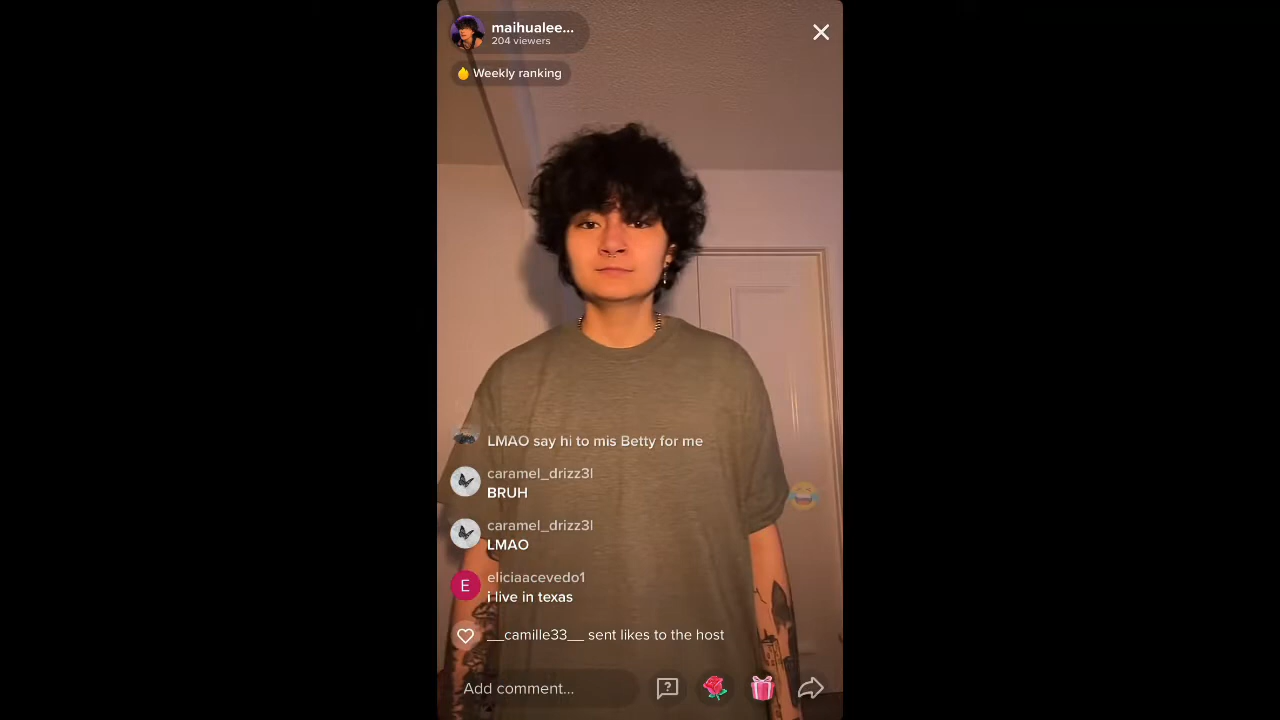 maihualee...
204 viewers
Weekly ranking
LMAO say hi to mis Betty for me
caramel_drizz3l
BRUH
caramel_drizz3l
LMAO
E
eliciaacevedo1
i live in texas
__camille33__ sent likes to the host
Add comment...